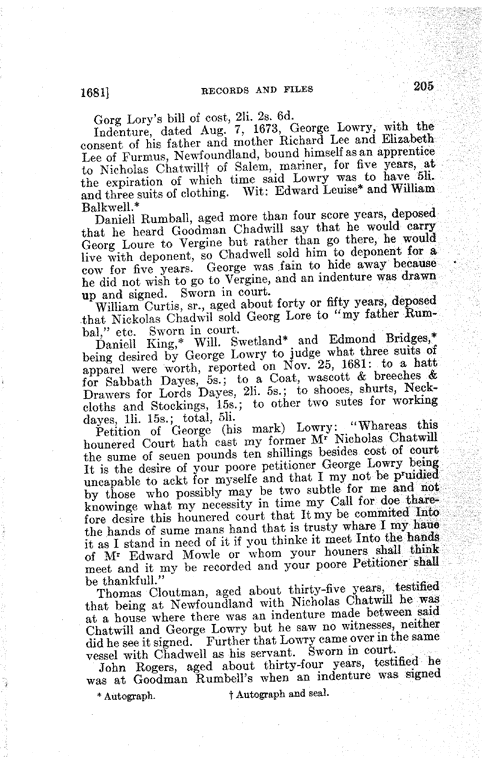 1681] RECORDS AND FILES 205
Gorg Lory's bill of cost, 2li. 2s. 6d.
Indenture, dated Aug. 7, 1673, George Lowry, with the
consent of his father and mother Richard Lee and Elizabeth
Lee of Furmus, Newfoundland, bound himself as an apprentice
to Nicholas Chatwill† of Salem, mariner, for five years, at
the expiration of which time said Lowry was to have 5li.
and three suits of clothing. Wit: Edward Leuise* and William
Balkwell.*
Daniell Rumball, aged more than four score years, deposed
that he heard Goodman Chadwill say that he would carry
Georg Loure to Vergine but rather than go there, he would
live with deponent, so Chadwell sold him to deponent for a
cow for five years. George was fain to hide away because
he did not wish to go to Vergine, and an indenture was drawn
up and signed. Sworn in court.
William Curtis, sr., aged about forty or fifty years, deposed
that Nickolas Chadwil sold Georg Lore to "my father Rum-
bal," etc. Sworn in court.
Daniell King,* Will. Swetland* and Edmond Bridges,*
being desired by George Lowry to judge what three suits of
apparel were worth, reported on Nov. 25, 1681: to a hatt
for Sabbath Dayes, 5s.; to a Coat, wascott & breeches &
Drawers for Lords Dayes, 2li. 5s.; to shooes, shurts, Neck-
cloths and Stockings, 15s.; to other two sutes for working
dayes, 1li. 15s.; total, 5li.
Petition of George (his mark) Lowry: "Whareas this
hounered Court hath cast my former Mr Nicholas Chatwill
the sume of seuen pounds ten shillings besides cost of court
It is the desire of your poore petitioner George Lowry being
uncapable to ackt for myselfe and that I my not be pruidied
by those who possibly may be two subtle for me and not
knowinge what my necessity in time my Call for doe thare-
fore desire this hounered court that It my be commited Into
the hands of sume mans hand that is trusty whare I my haue
it as I stand in need of it if you thinke it meet Into the hands
of Mr Edward Mowle or whom your houners shall think
meet and it my be recorded and your poore Petitioner shall
be thankfull."
Thomas Cloutman, aged about thirty-five years, testified
that being at Newfoundland with Nicholas Chatwill he was
at a house where there was an indenture made between said
Chatwill and George Lowry but he saw no witnesses, neither
did he see it signed. Further that Lowry came over in the same
vessel with Chadwell as his servant. Sworn in court.
John Rogers, aged about thirty-four years, testified he
was at Goodman Rumbell's when an indenture was signed
* Autograph. † Autograph and seal.